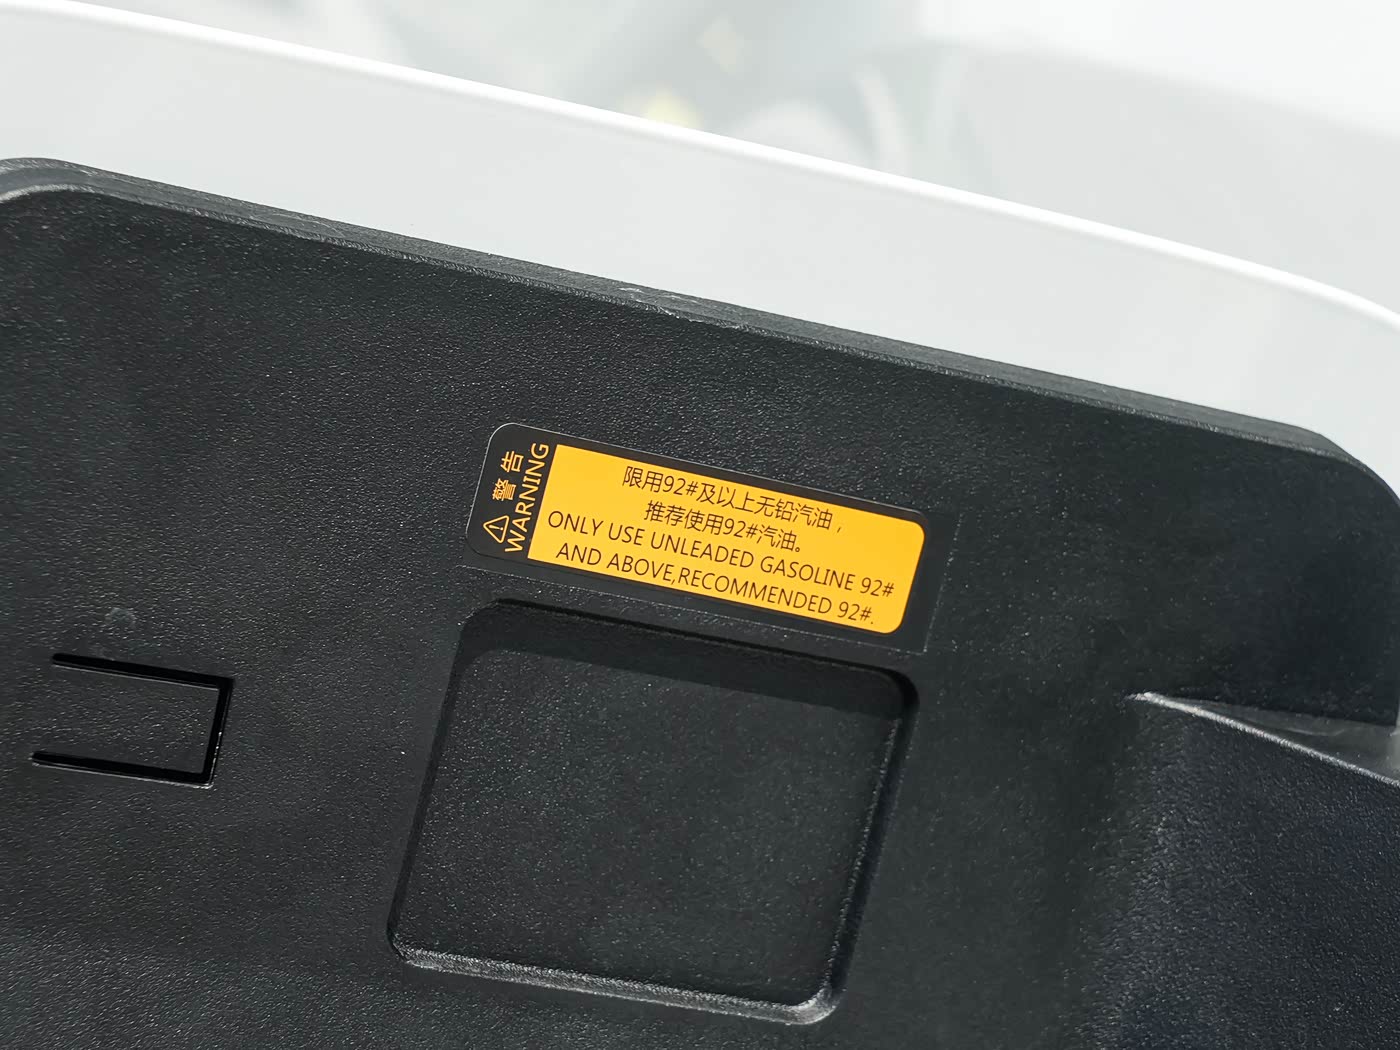 警告
WARNING
限用92#及以上无铅汽油，
推荐使用92#汽油。
ONLY USE UNLEADED GASOLINE 92#
AND ABOVE,RECOMMENDED 92#.